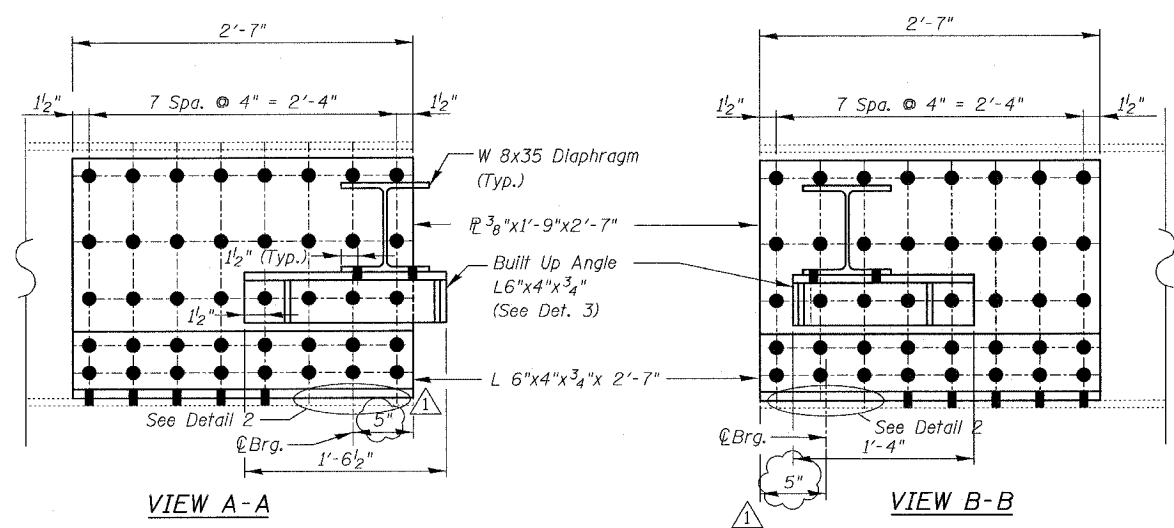 2'-7"
2'-7"
1½" 7 Spa. @ 4" = 2'-4" 1½"
1½" 7 Spa. @ 4" = 2'-4" 1½"
W 8x35 Diaphragm
(Typ.)
℄ ⅜"x1'-9"x2'-7"
1½" (Typ.)
Built Up Angle
L6"x4"x¾"
(See Det. 3)
1½"
L 6"x4"x¾"x 2'-7"
See Detail 2
See Detail 2
℄ Brg.
5"
1
1'-6½"
℄ Brg.
1'-4"
5"
1
VIEW A-A
VIEW B-B